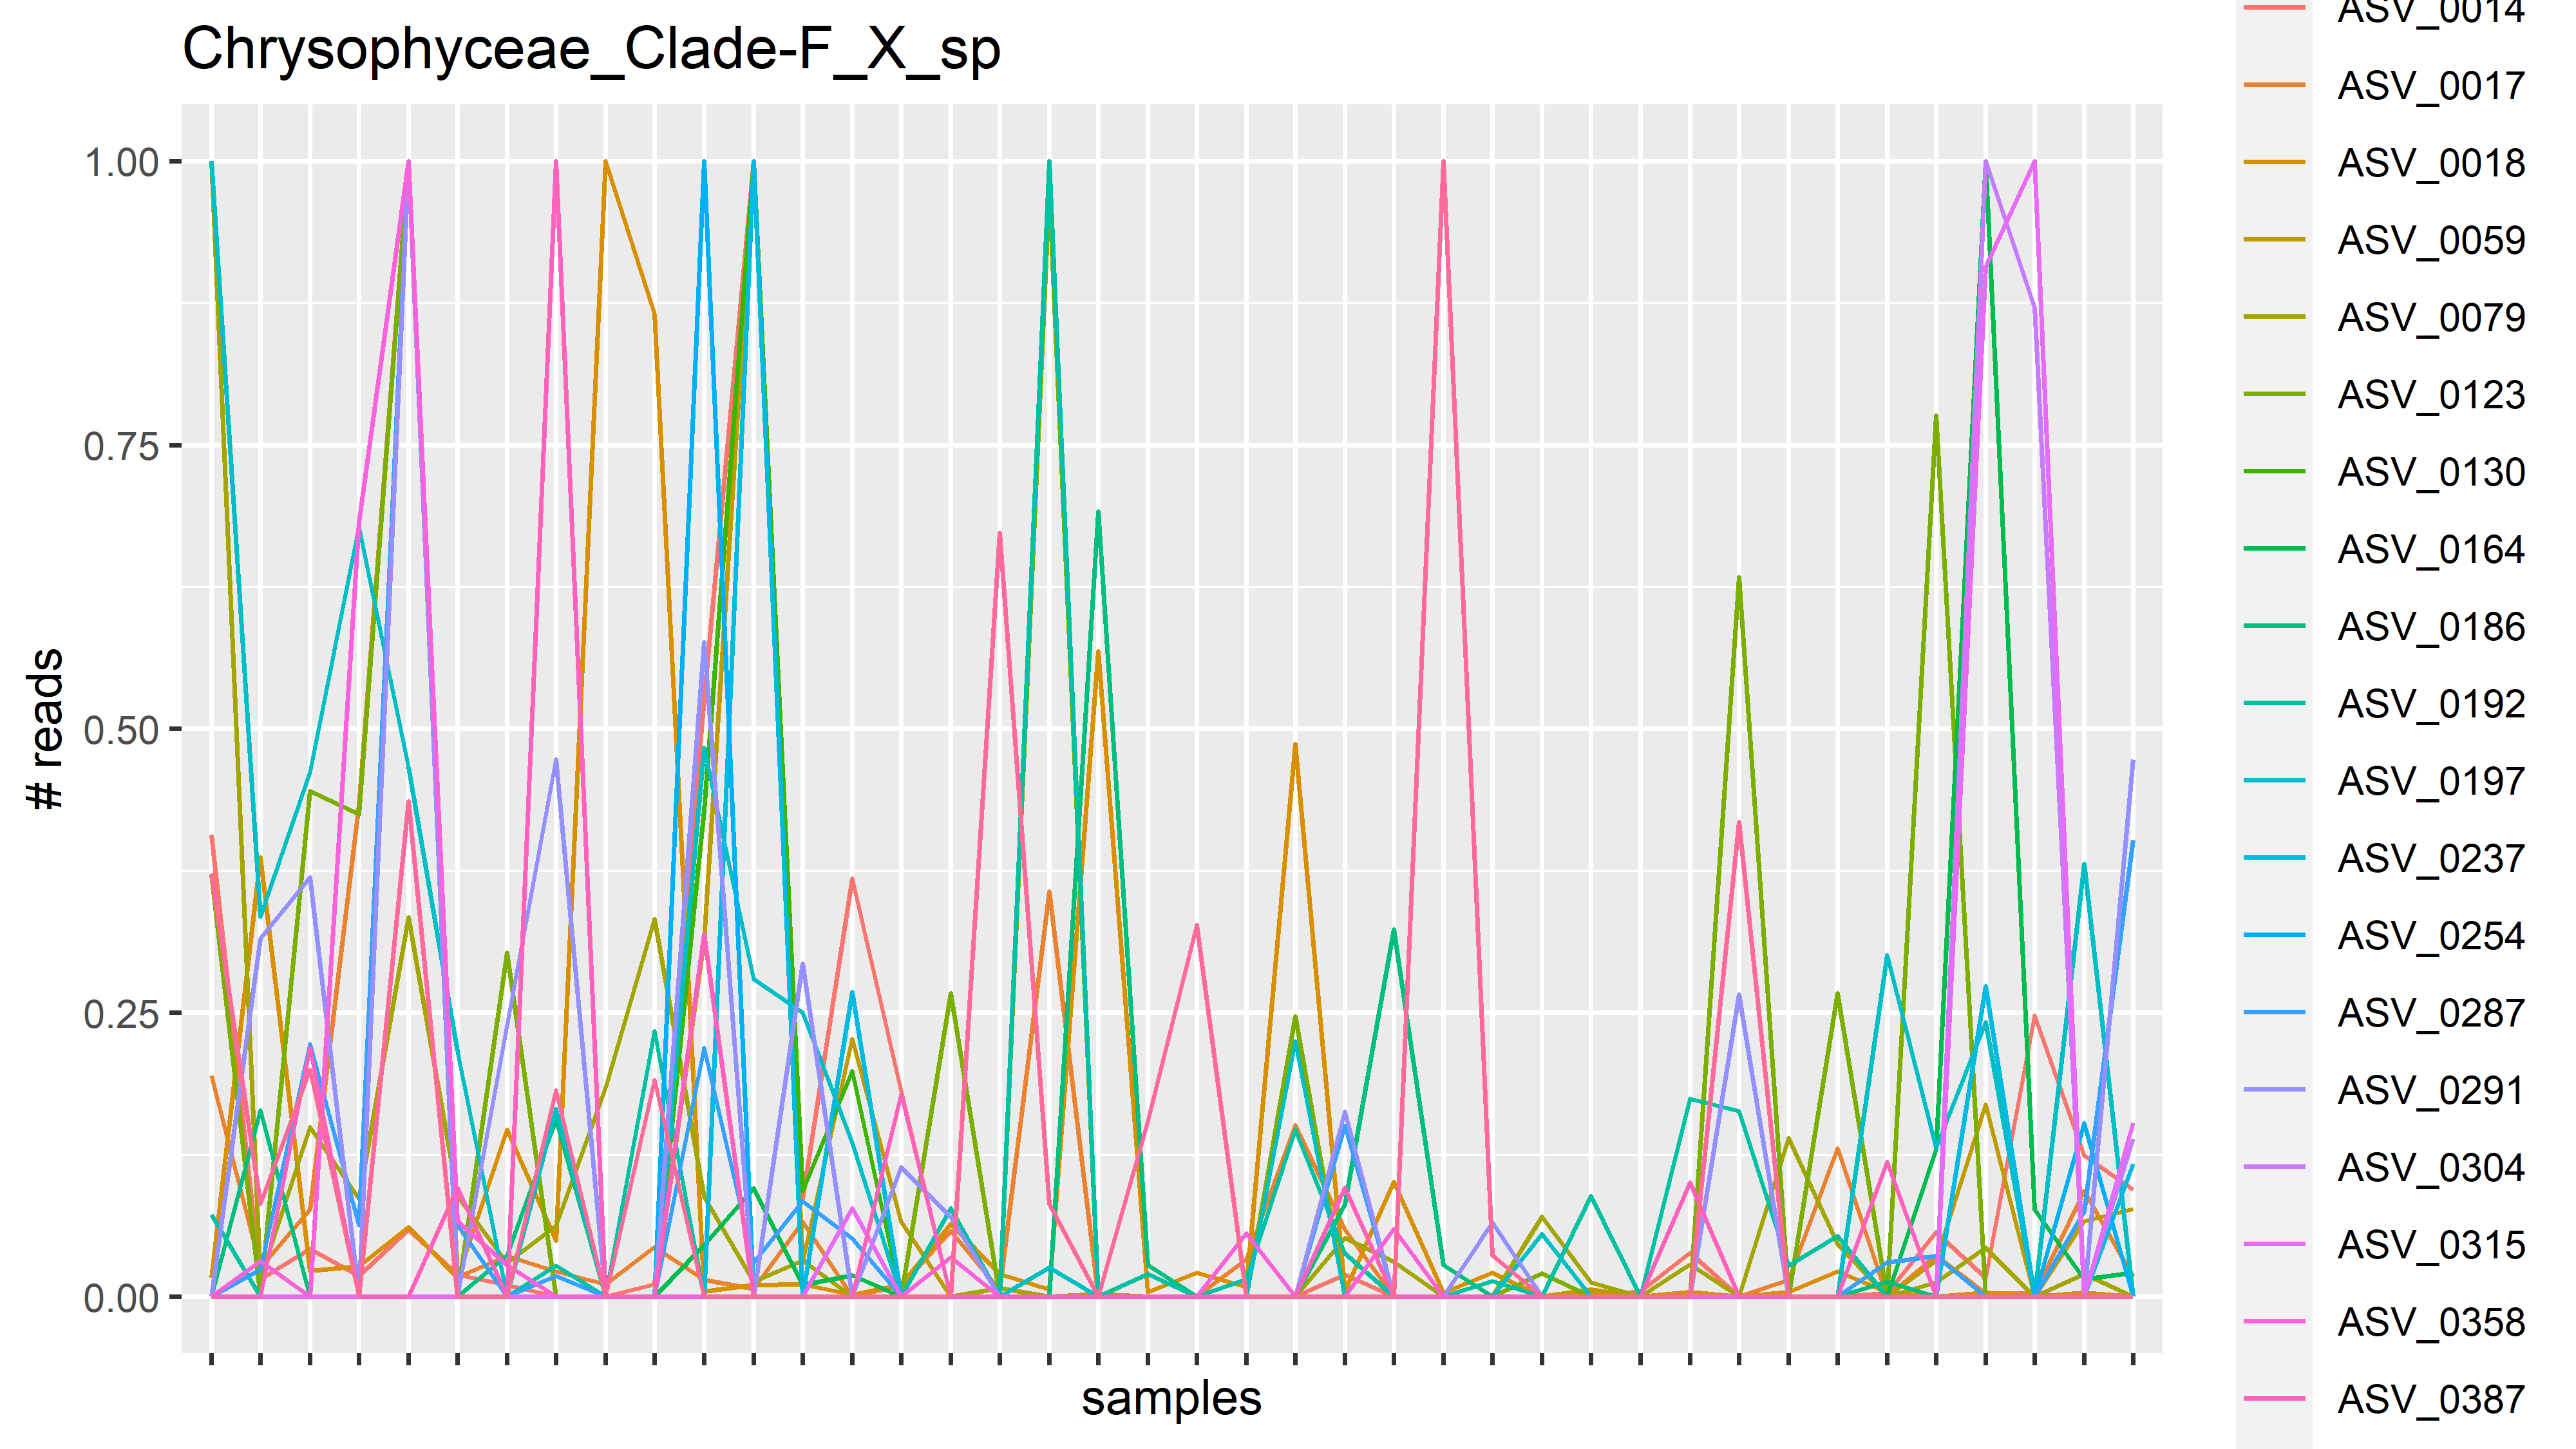 Chrysophyceae_Clade-F_X_sp
1.00
0.75
0.50
0.25
0.00
# reads
samples
ASV_0014
ASV_0017
ASV_0018
ASV_0059
ASV_0079
ASV_0123
ASV_0130
ASV_0164
ASV_0186
ASV_0192
ASV_0197
ASV_0237
ASV_0254
ASV_0287
ASV_0291
ASV_0304
ASV_0315
ASV_0358
ASV_0387